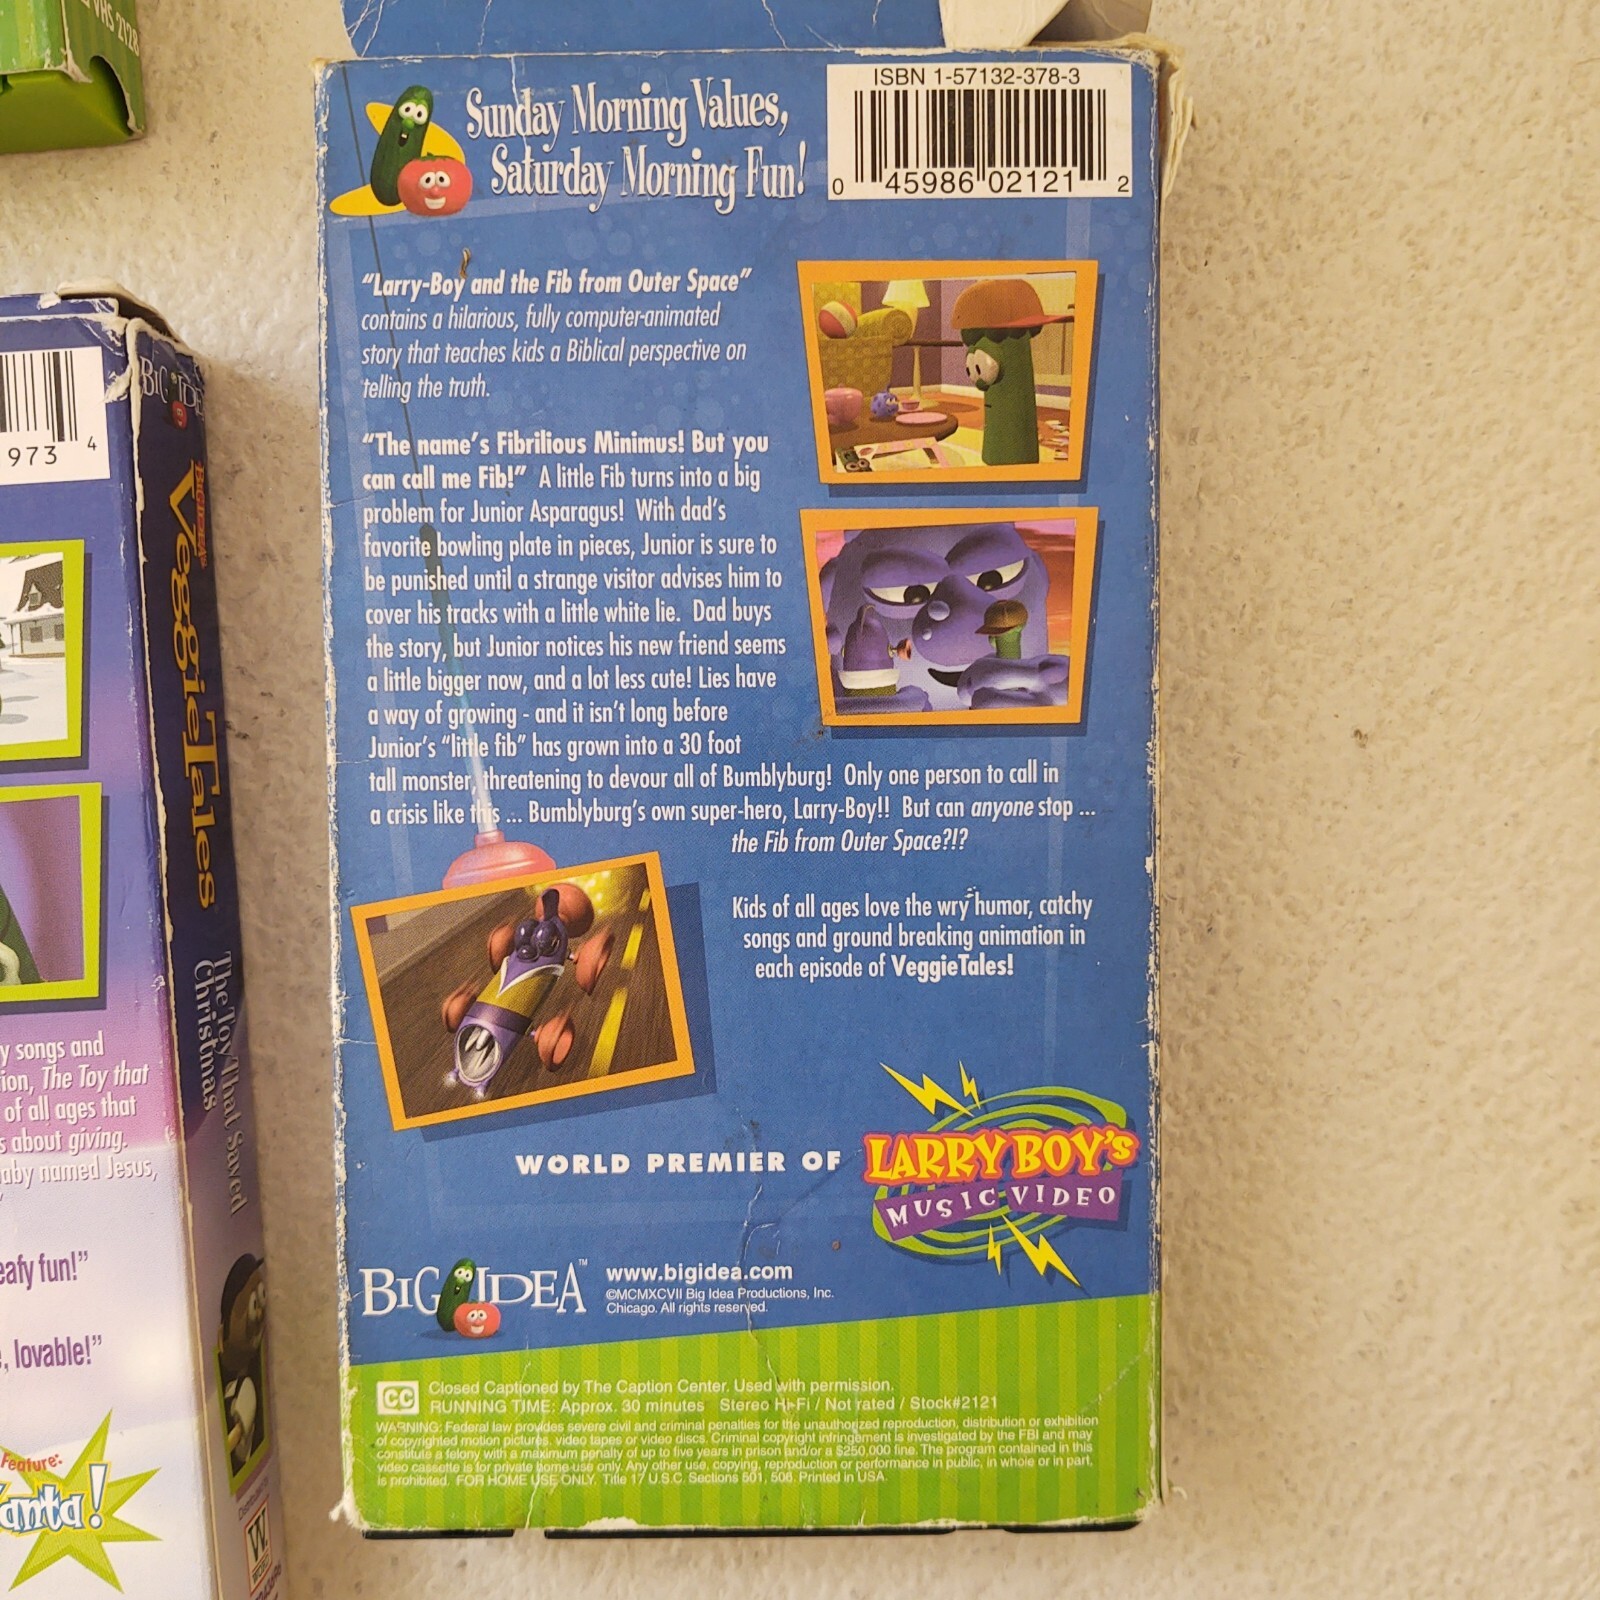 VHS 2128
Sunday Morning Values,
Saturday Morning Fun!
ISBN 1-57132-378-3
0 45986 02121 2
"Larry-Boy and the Fib from Outer Space"
contains a hilarious, fully computer-animated
story that teaches kids a Biblical perspective on
telling the truth.
"The name's Fibrilious Minimus! But you
can call me Fib!" A little Fib turns into a big
problem for Junior Asparagus! With dad's
favorite bowling plate in pieces, Junior is sure to
be punished until a strange visitor advises him to
cover his tracks with a little white lie. Dad buys
the story, but Junior notices his new friend seems
a little bigger now, and a lot less cute! Lies have
a way of growing - and it isn't long before
Junior's "little fib" has grown into a 30 foot
tall monster, threatening to devour all of Bumblyburg! Only one person to call in
a crisis like this ... Bumblyburg's own super-hero, Larry-Boy!! But can anyone stop ...
the Fib from Outer Space?!?
Kids of all ages love the wry humor, catchy
songs and ground breaking animation in
each episode of VeggieTales!
WORLD PREMIER OF
LARRY BOY'S
MUSIC VIDEO
BIG IDEA™
www.bigidea.com
©MCMXCVII Big Idea Productions, Inc.
Chicago. All rights reserved.
CC
Closed Captioned by The Caption Center. Used with permission.
RUNNING TIME: Approx. 30 minutes Stereo Hi-Fi / Not rated / Stock#2121
WARNING: Federal law provides severe civil and criminal penalties for the unauthorized reproduction, distribution or exhibition
of copyrighted motion pictures, video tapes or video discs. Criminal copyright infringement is investigated by the FBI and may
constitute a felony with a maximum penalty of up to five years in prison and/or a $250,000 fine. The program contained in this
video cassette is for private home use only. Any other use, copying, reproduction or performance in public, in whole or in part,
is prohibited. FOR HOME USE ONLY. Title 17 U.S.C. Sections 501, 506. Printed in USA.
973 4
BIG IDEA
BIG IDEA'S
VeggieTales
The Toy That Saved
Christmas
y songs and
ion, The Toy that
of all ages that
s about giving.
aby named Jesus,
eafy fun!"
, lovable!"
Feature:
anta!
W
WORD